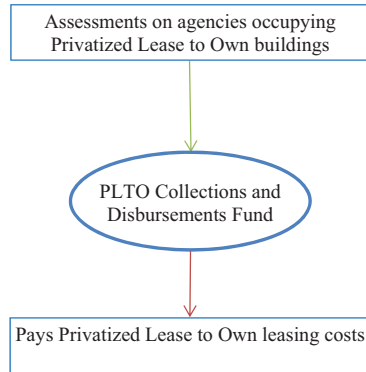 Assessments on agencies occupying
Privatized Lease to Own buildings
PLTO Collections and
Disbursements Fund
Pays Privatized Lease to Own leasing costs